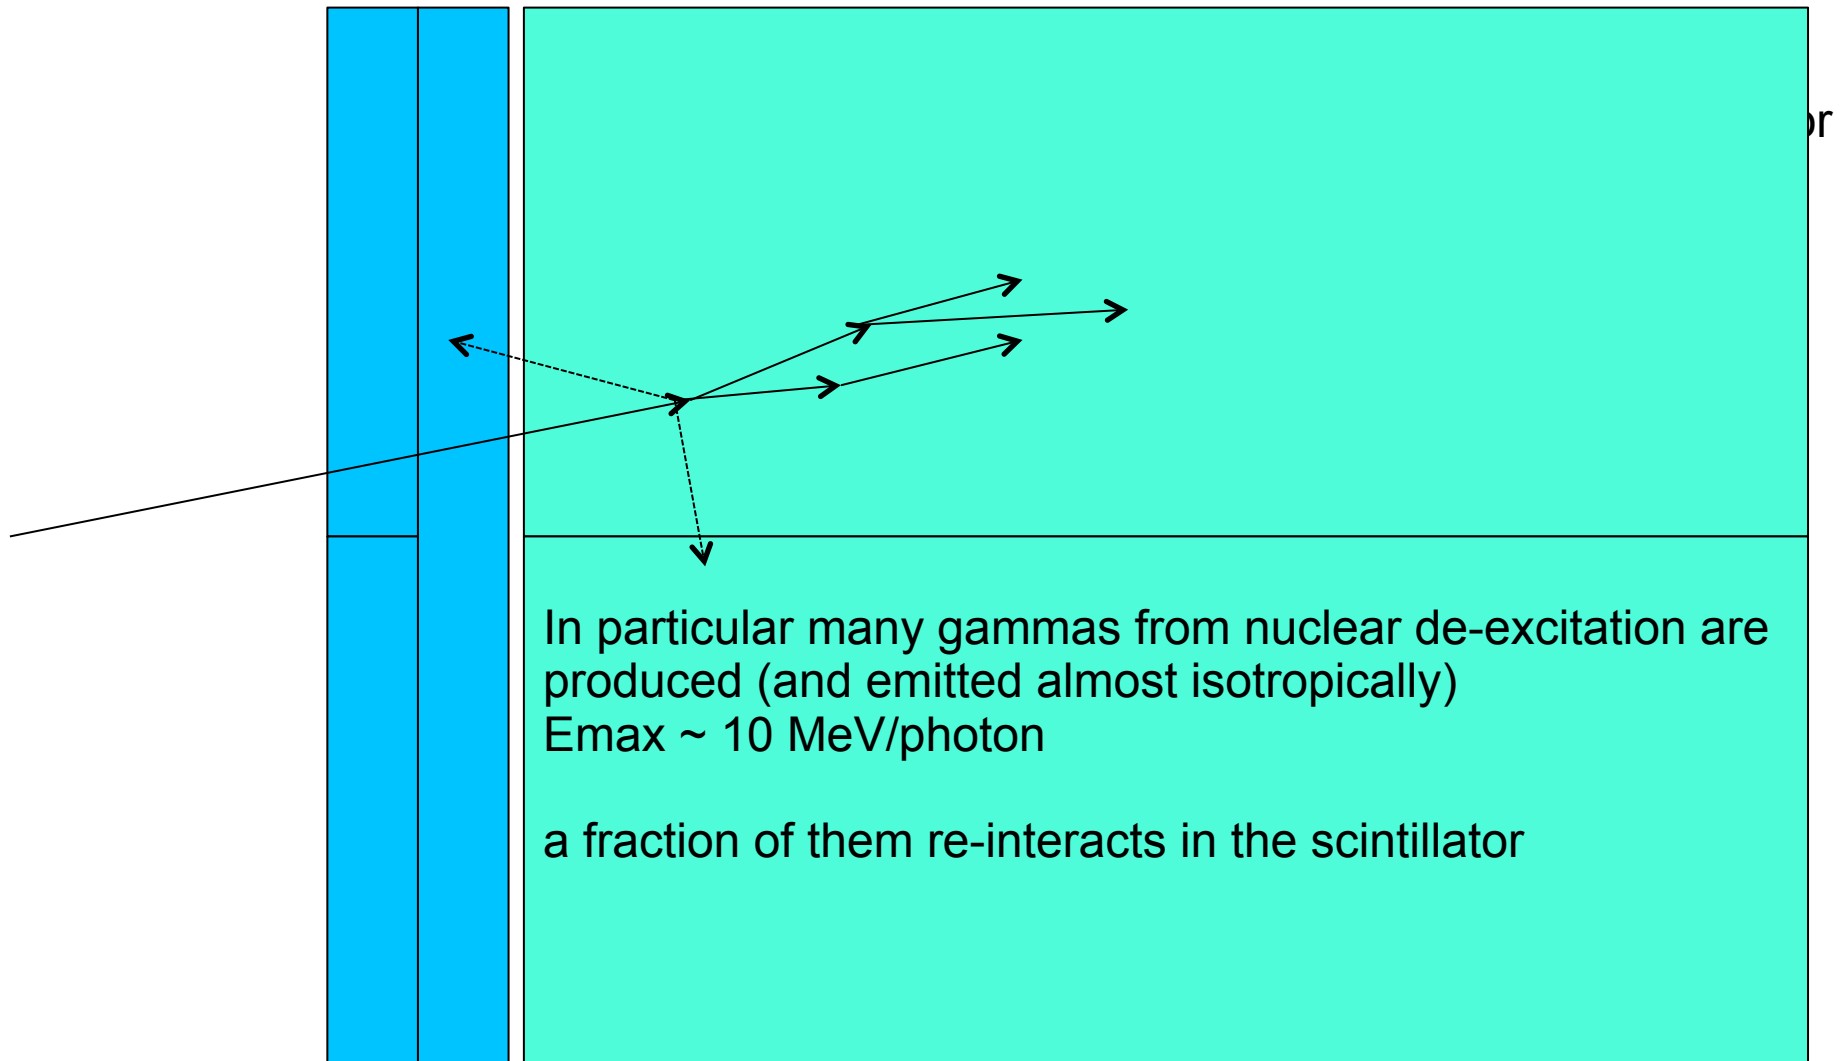 or
In particular many gammas from nuclear de-excitation are
produced (and emitted almost isotropically)
Emax ~ 10 MeV/photon
a fraction of them re-interacts in the scintillator